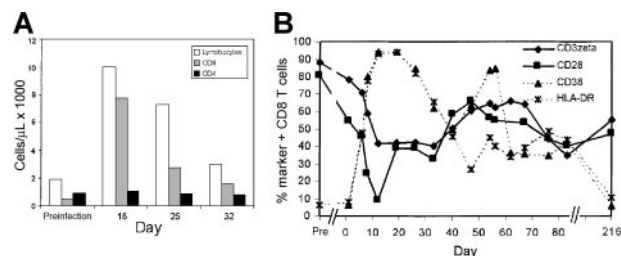 A
Cells/µL x 1000
12
10
8
6
4
2
0
Lymphocytes
CD8
CD4
Preinfection 15 25 32
Day
B
% marker + CD8 T cells
100
90
80
70
60
50
40
30
20
10
0
CD3zeta
CD28
CD38
HLA-DR
Pre 0 10 20 30 40 50 60 70 80 216
Day